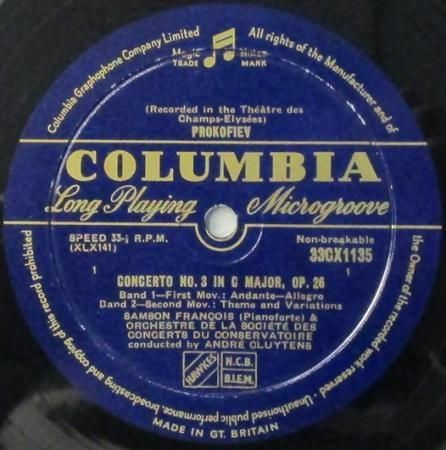 Columbia Graphophone Company Limited
Magic Notes
TRADE MARK
All rights of the Manufacturer and of
the Owner of the recorded work reserved - Unauthorised public performance, broadcasting and copying of this record prohibited
(Recorded in the Théâtre des
Champs-Elysées)
PROKOFIEV
COLUMBIA
Long Playing Microgroove
SPEED 33⅓ R.P.M.
(XLX141)
Non-breakable
33CX1135
1 1
CONCERTO NO. 3 IN C MAJOR, OP. 26
Band 1—First Mov.: Andante—Allegro
Band 2—Second Mov.: Theme and Variations
SAMSON FRANÇOIS (Pianoforte) &
ORCHESTRE DE LA SOCIÉTÉ DES
CONCERTS DU CONSERVATOIRE
conducted by ANDRÉ CLUYTENS
HAWKES
N.C.B.
B.I.E.M.
MADE IN GT. BRITAIN